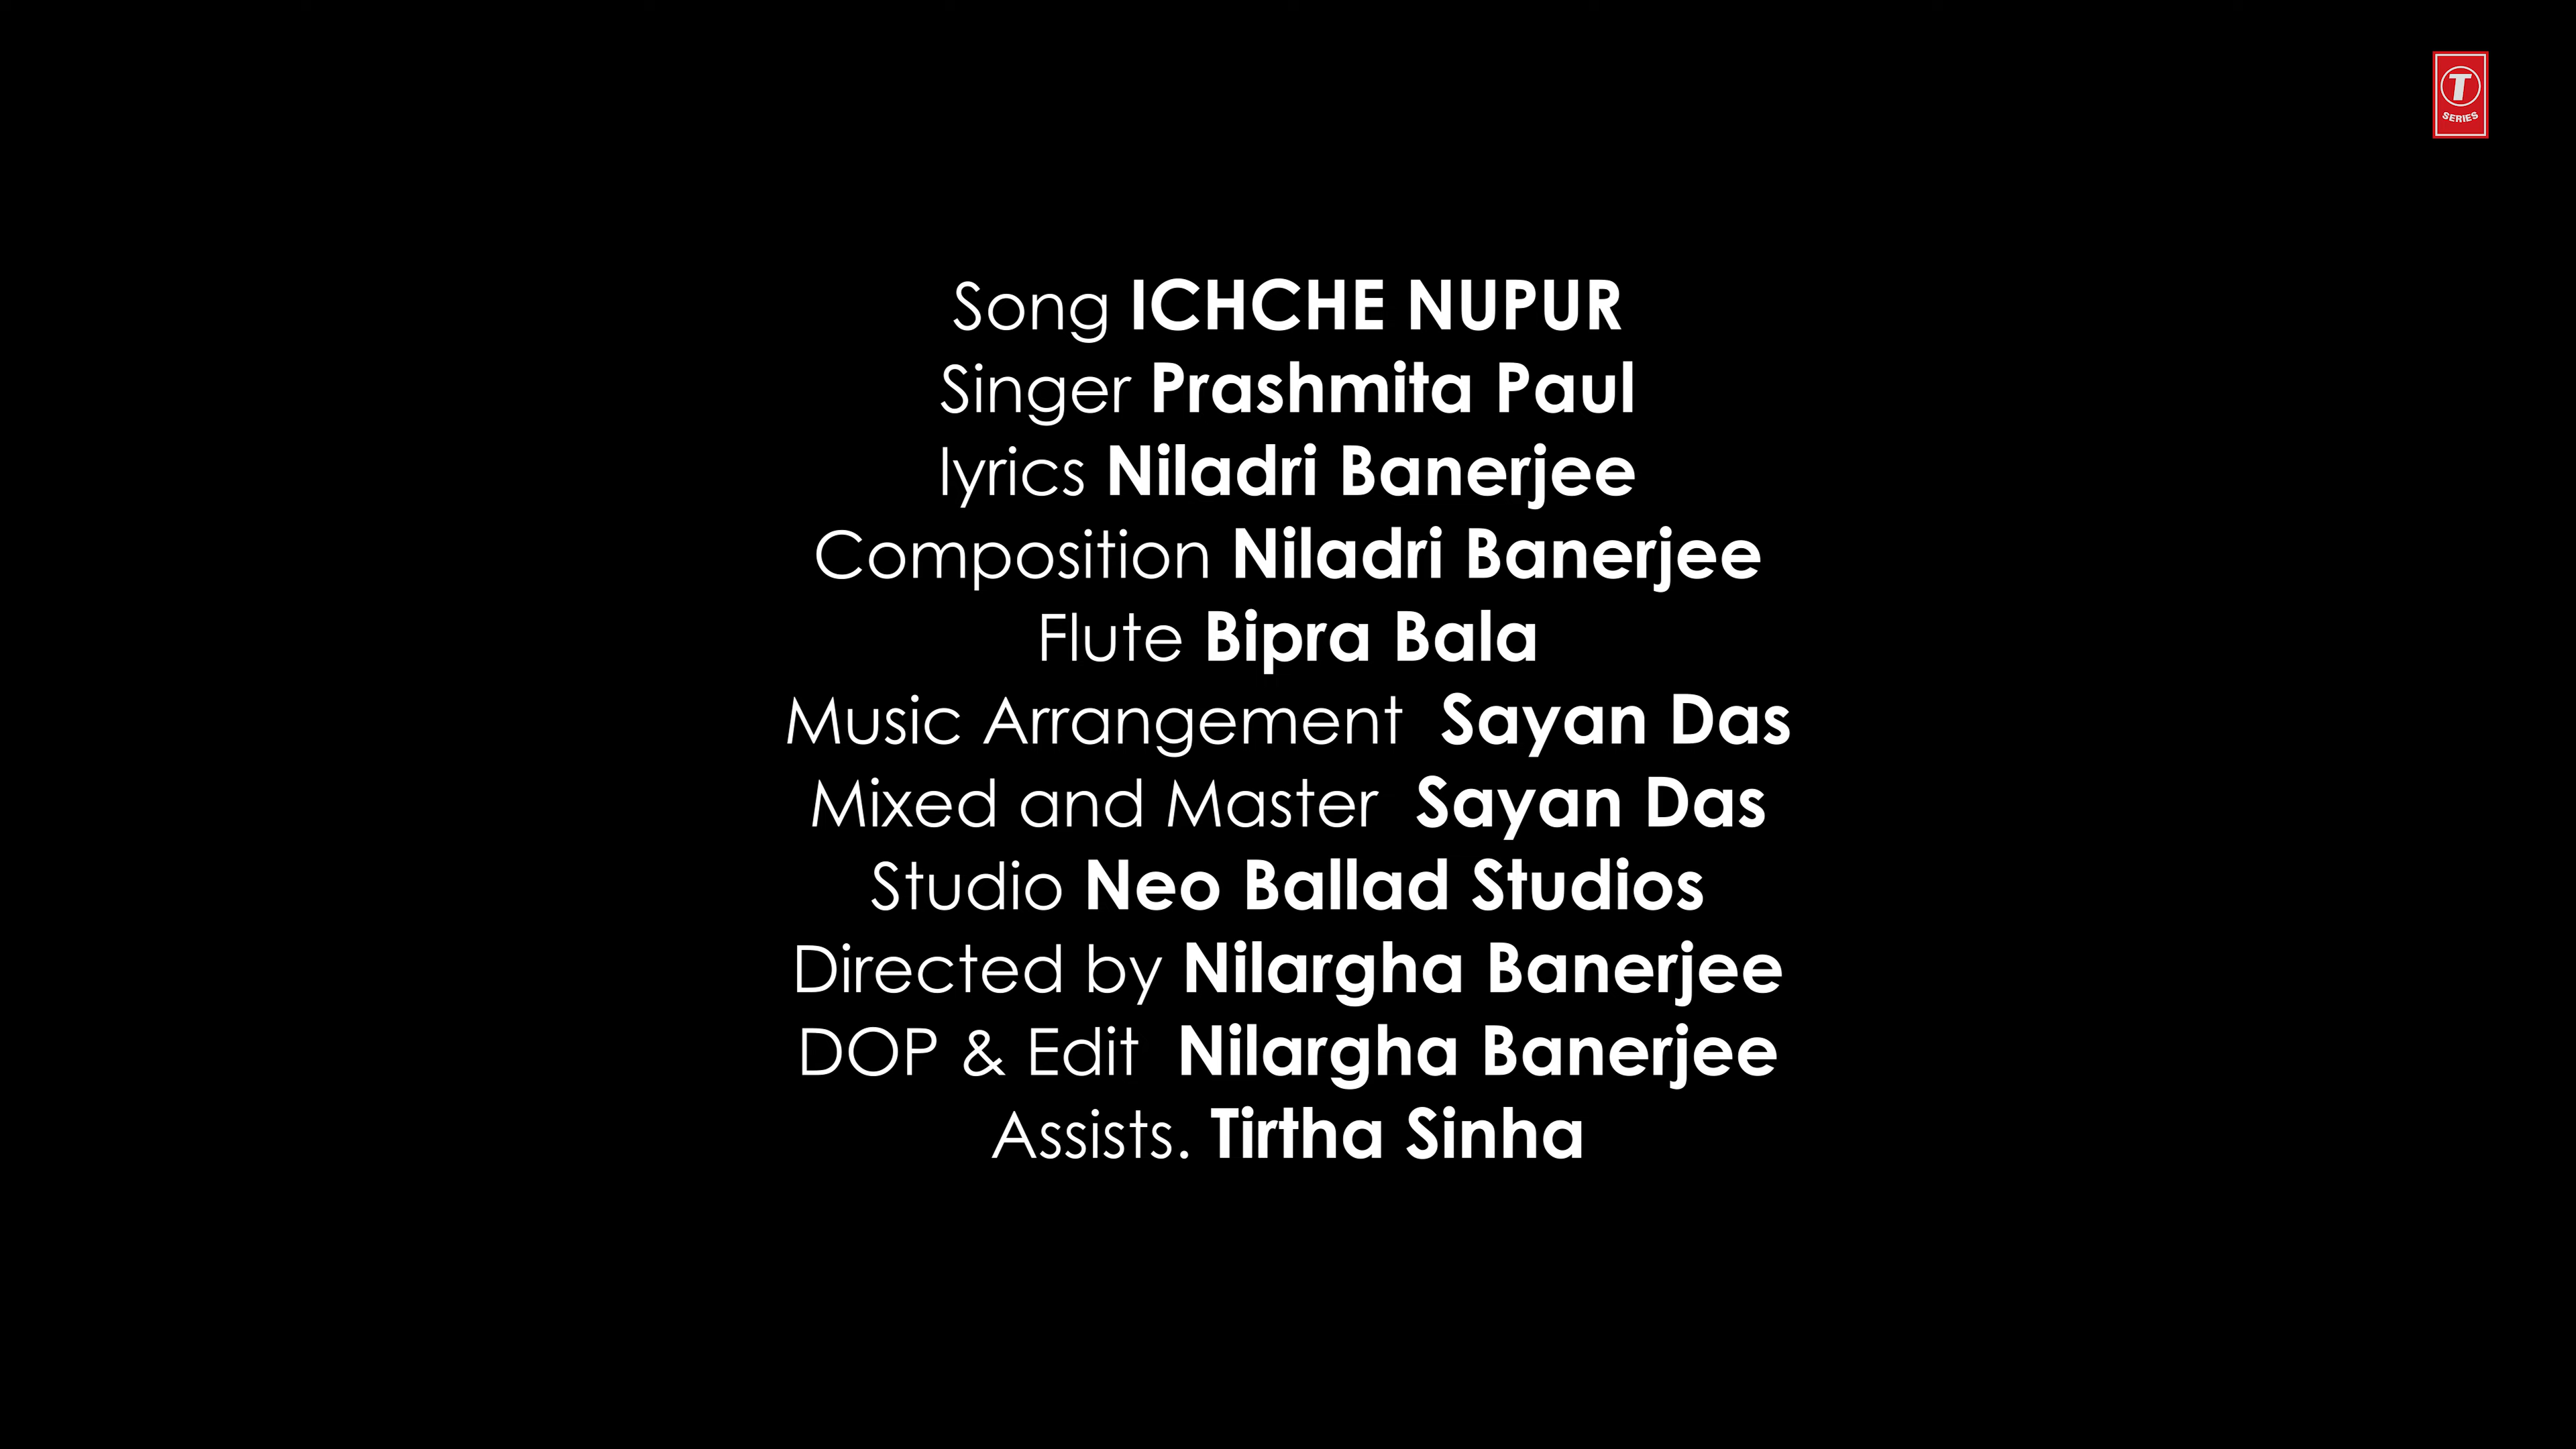 T
SERIES
Song ICHCHE NUPUR
Singer Prashmita Paul
lyrics Niladri Banerjee
Composition Niladri Banerjee
Flute Bipra Bala
Music Arrangement Sayan Das
Mixed and Master Sayan Das
Studio Neo Ballad Studios
Directed by Nilargha Banerjee
DOP & Edit Nilargha Banerjee
Assists. Tirtha Sinha